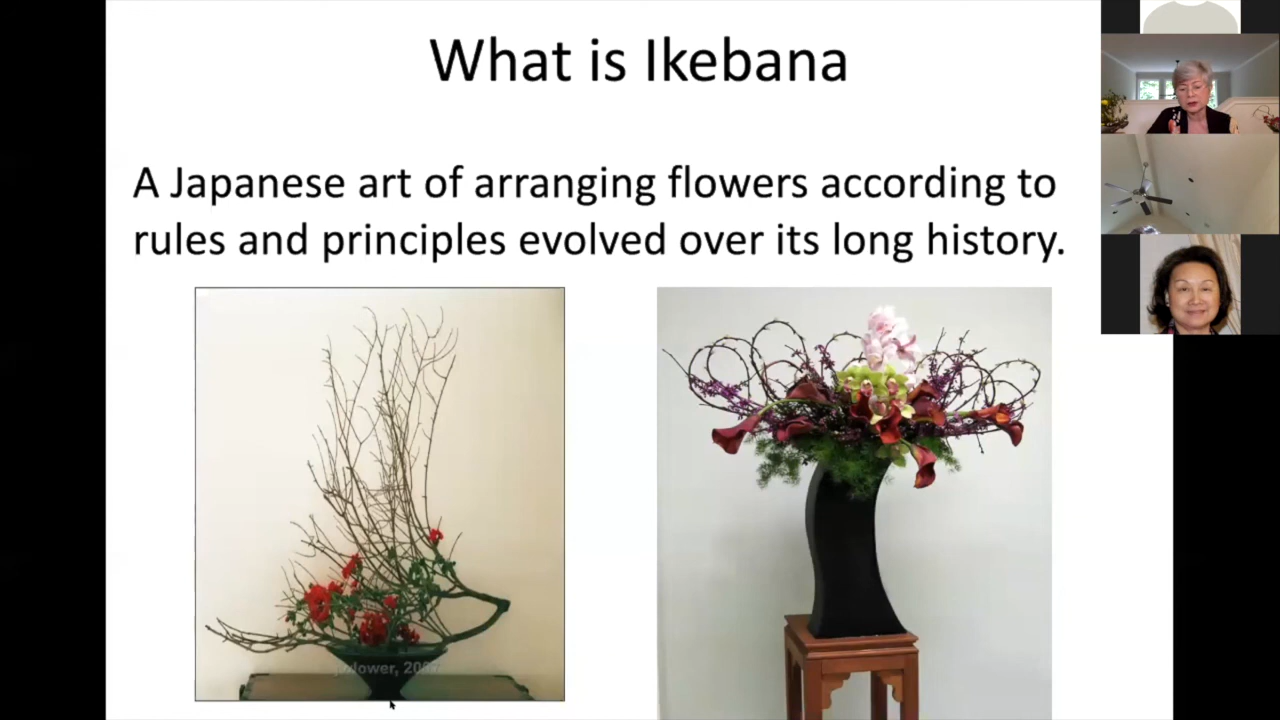 What is Ikebana
A Japanese art of arranging flowers according to
rules and principles evolved over its long history.